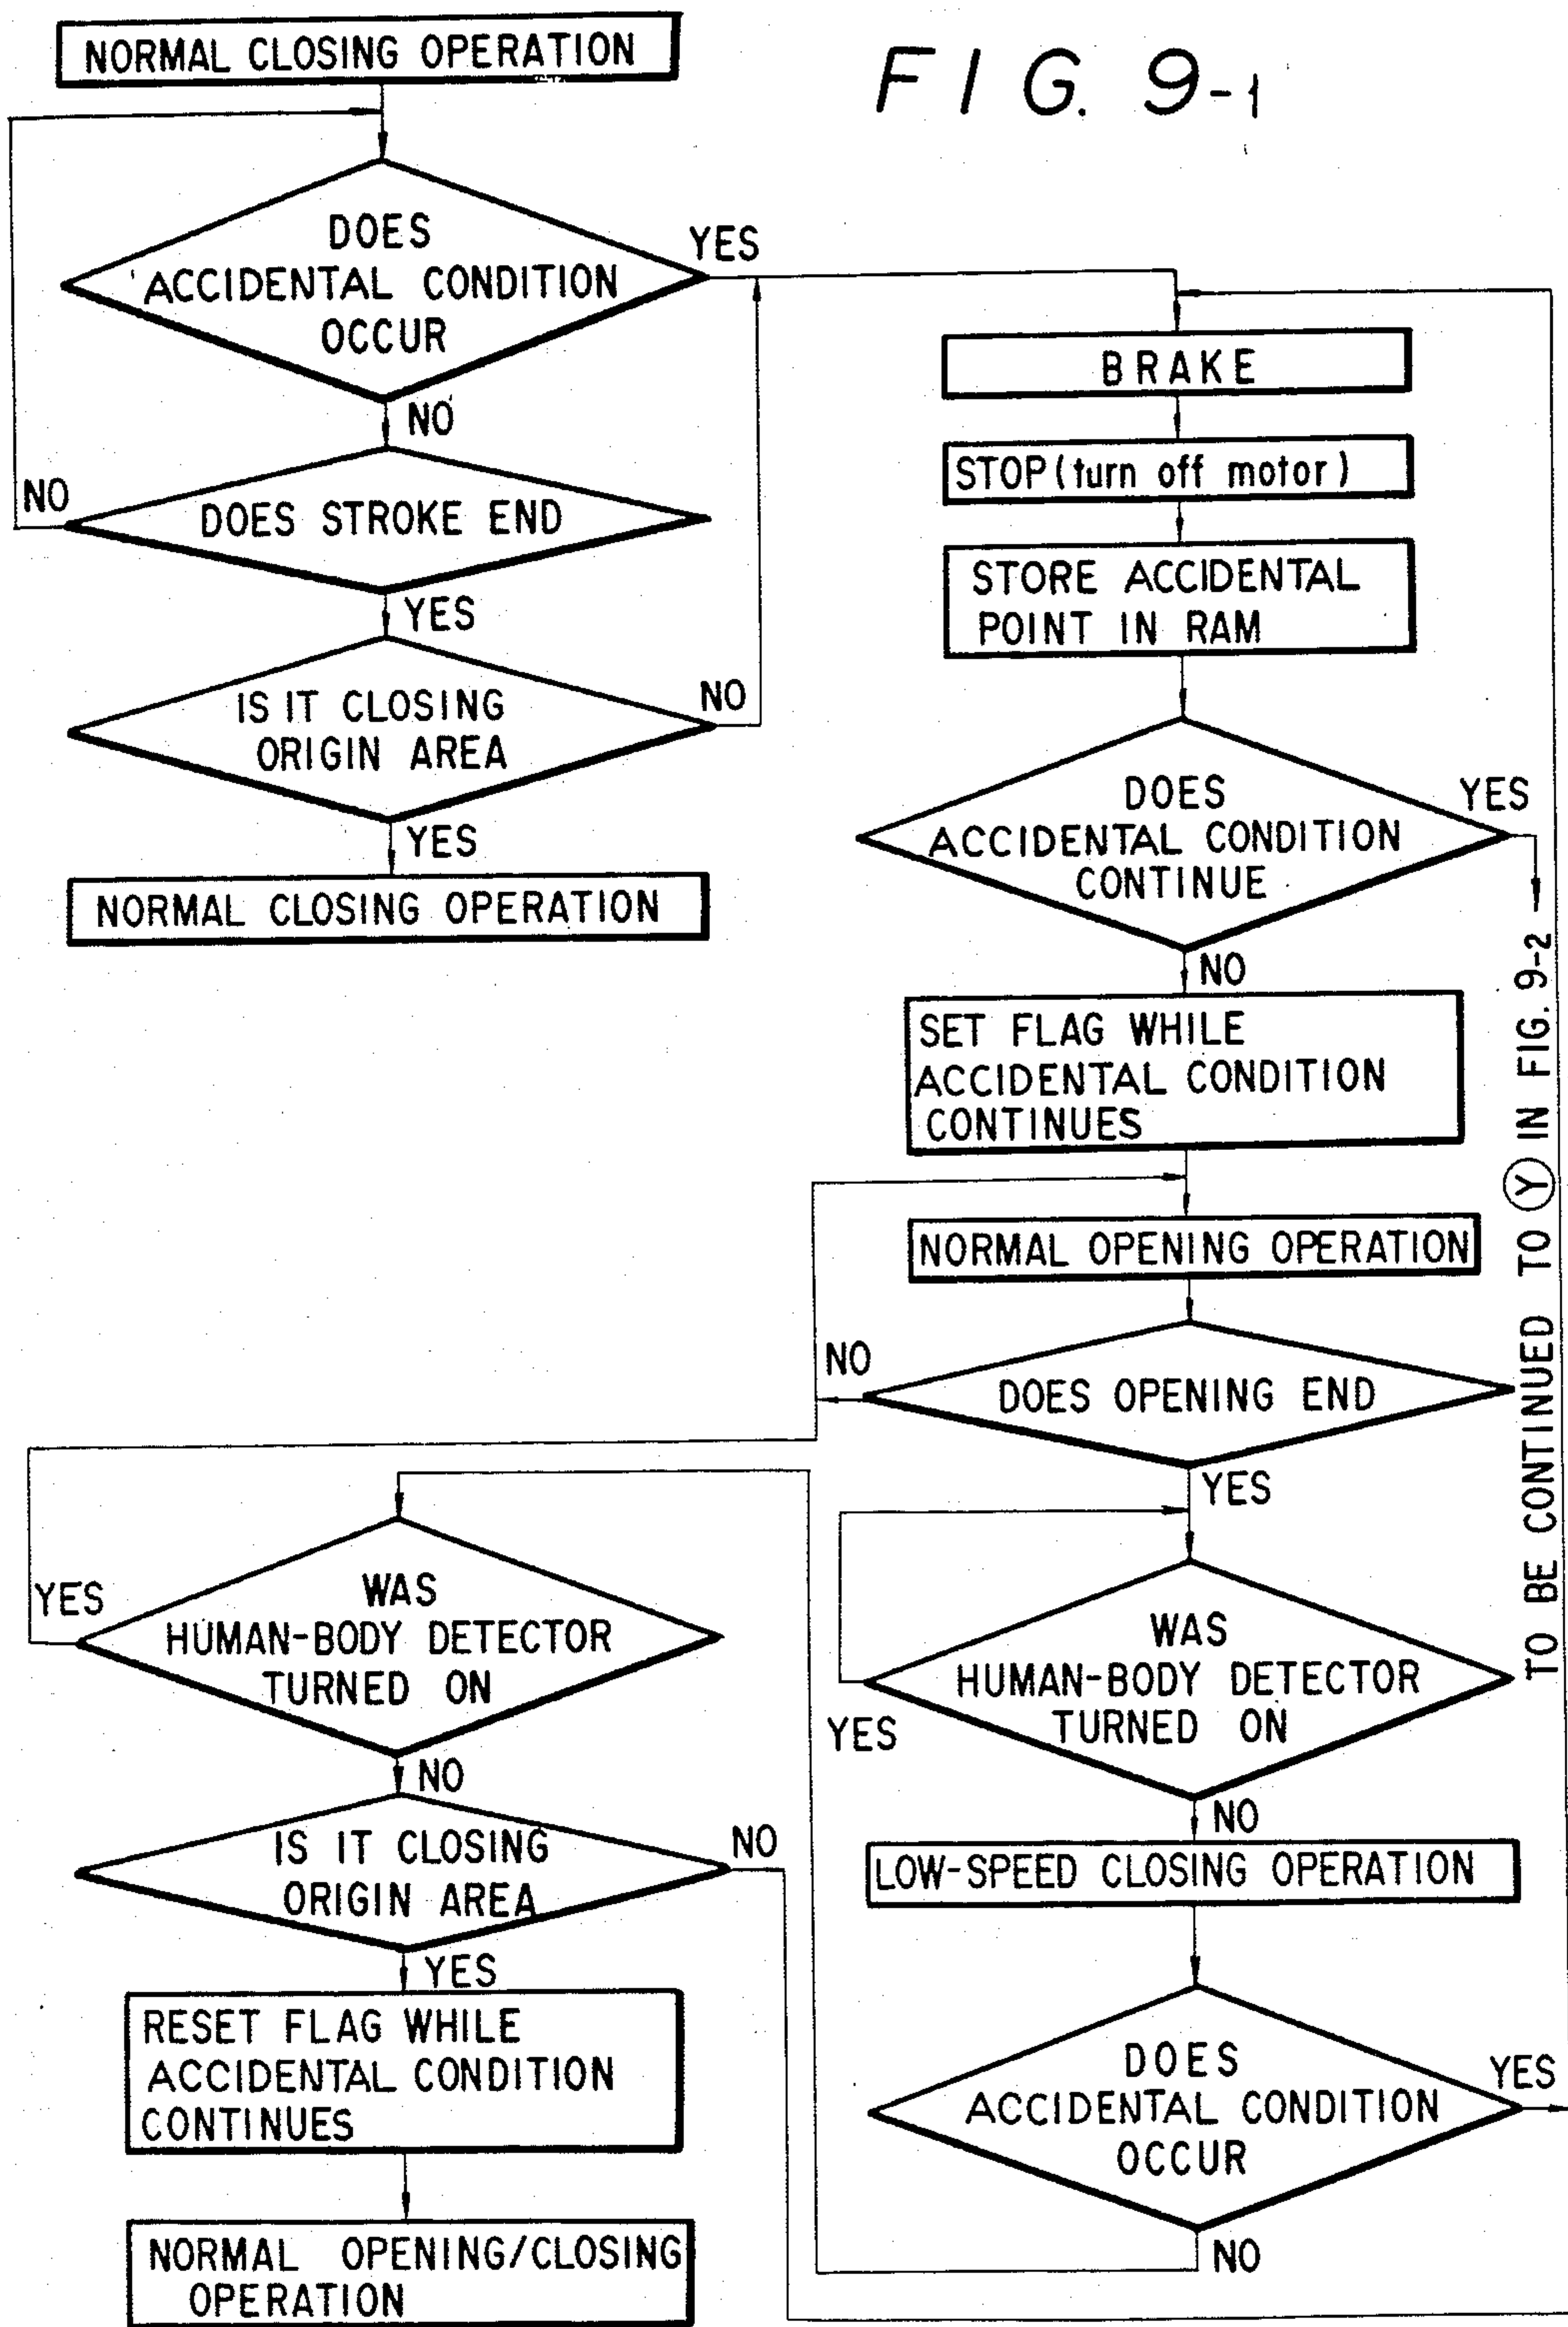 FIG. 9-1
NORMAL CLOSING OPERATION
DOES
ACCIDENTAL CONDITION
OCCUR
YES
NO
DOES STROKE END
NO
YES
IS IT CLOSING
ORIGIN AREA
NO
YES
NORMAL CLOSING OPERATION
BRAKE
STOP (turn off motor)
STORE ACCIDENTAL
POINT IN RAM
DOES
ACCIDENTAL CONDITION
CONTINUE
YES
TO BE CONTINUED TO Y IN FIG. 9-2
NO
SET FLAG WHILE
ACCIDENTAL CONDITION
CONTINUES
NORMAL OPENING OPERATION
DOES OPENING END
NO
YES
WAS
HUMAN-BODY DETECTOR
TURNED ON
YES
NO
LOW-SPEED CLOSING OPERATION
DOES
ACCIDENTAL CONDITION
OCCUR
YES
NO
WAS
HUMAN-BODY DETECTOR
TURNED ON
YES
NO
IS IT CLOSING
ORIGIN AREA
NO
YES
RESET FLAG WHILE
ACCIDENTAL CONDITION
CONTINUES
NORMAL OPENING/CLOSING
OPERATION